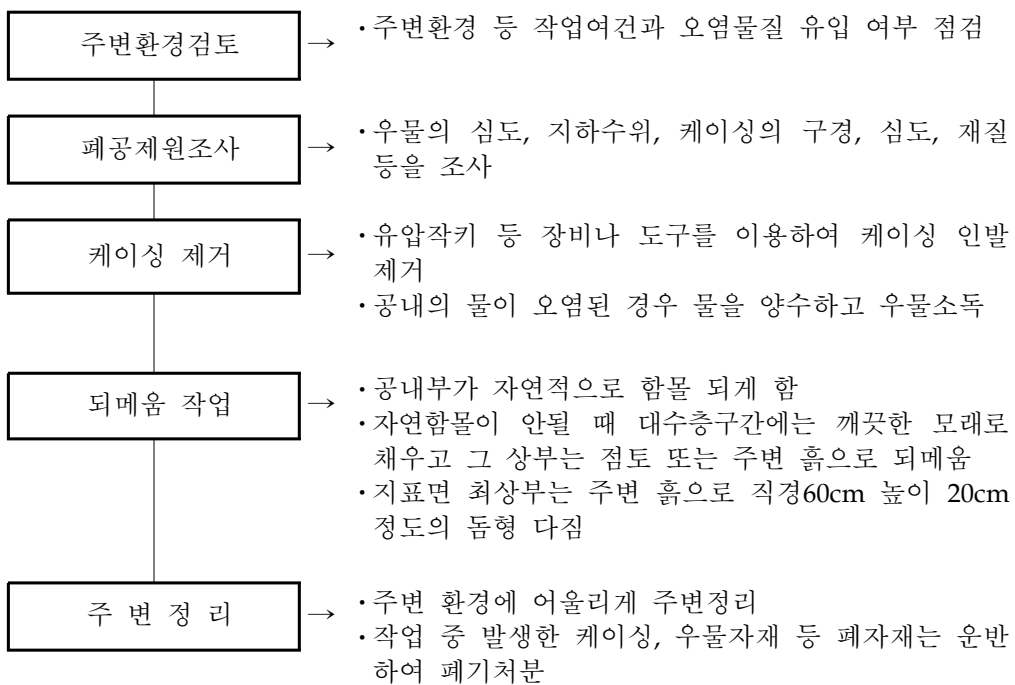 주변환경검토 → ·주변환경 등 작업여건과 오염물질 유입 여부 점검
폐공제원조사 → ·우물의 심도, 지하수위, 케이싱의 구경, 심도, 재질
등을 조사
케이싱 제거 → ·유압작키 등 장비나 도구를 이용하여 케이싱 인발
제거
·공내의 물이 오염된 경우 물을 양수하고 우물소독
되메움 작업 → ·공내부가 자연적으로 함몰 되게 함
·자연함몰이 안될 때 대수층구간에는 깨끗한 모래로
채우고 그 상부는 점토 또는 주변 흙으로 되메움
·지표면 최상부는 주변 흙으로 직경60cm 높이 20cm
정도의 돔형 다짐
주 변 정 리 → ·주변 환경에 어울리게 주변정리
·작업 중 발생한 케이싱, 우물자재 등 폐자재는 운반
하여 폐기처분